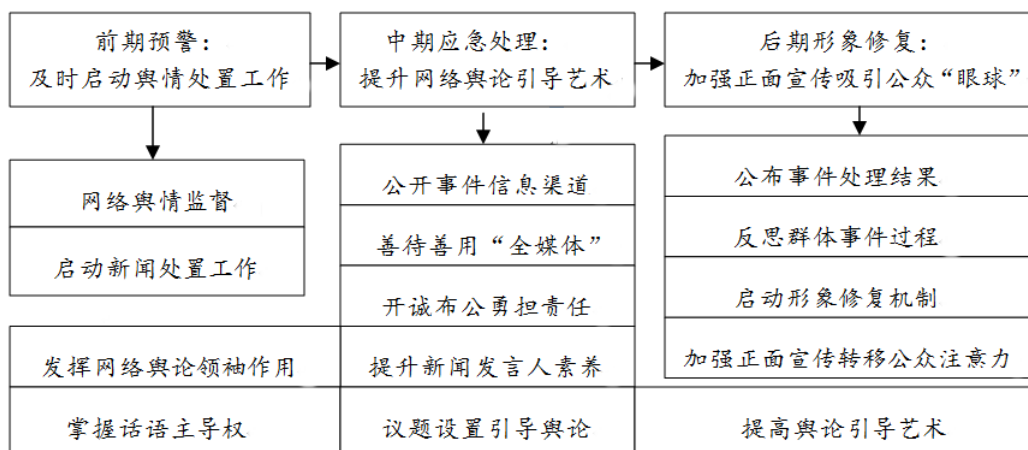 前期预警：
及时启动舆情处置工作
中期应急处理：
提升网络舆论引导艺术
后期形象修复：
加强正面宣传吸引公众“眼球”
网络舆情监督
启动新闻处置工作
公开事件信息渠道
善待善用“全媒体”
开诚布公勇担责任
公布事件处理结果
反思群体事件过程
启动形象修复机制
加强正面宣传转移公众注意力
发挥网络舆论领袖作用
提升新闻发言人素养
掌握话语主导权
议题设置引导舆论
提高舆论引导艺术